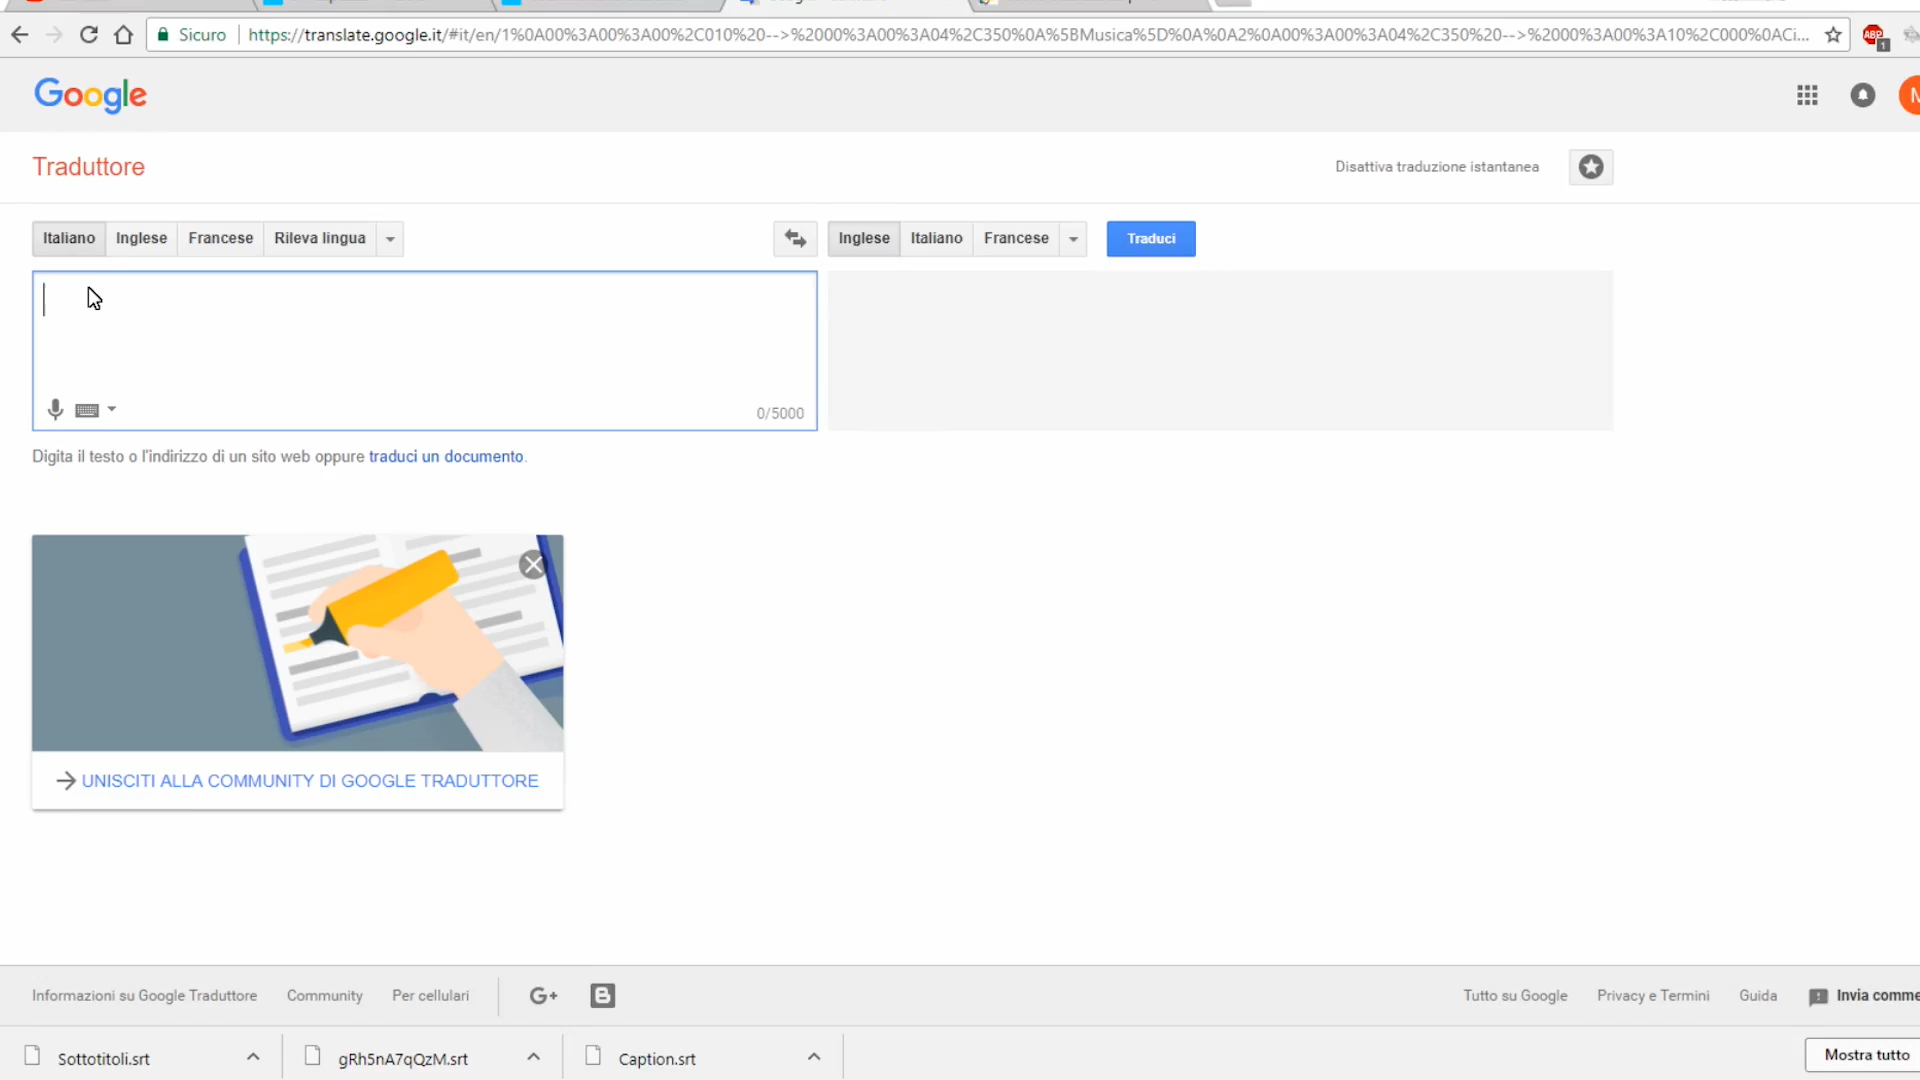 Sicuro https://translate.google.it/#it/en/1%0A00%3A00%3A00%2C010%20-->%2000%3A00%3A04%2C350%0A%5BMusica%5D%0A%0A2%0A00%3A00%3A04%2C350%20-->%2000%3A00%3A10%2C000%0ACi...
ABP
1
Google
Traduttore
Disattiva traduzione istantanea
Italiano Inglese Francese Rileva lingua
Inglese Italiano Francese
Traduci
0/5000
Digita il testo o l'indirizzo di un sito web oppure traduci un documento.
UNISCITI ALLA COMMUNITY DI GOOGLE TRADUTTORE
Informazioni su Google Traduttore Community Per cellulari G+ B
Tutto su Google Privacy e Termini Guida Invia comme
Sottotitoli.srt gRh5nA7qQzM.srt Caption.srt
Mostra tutto